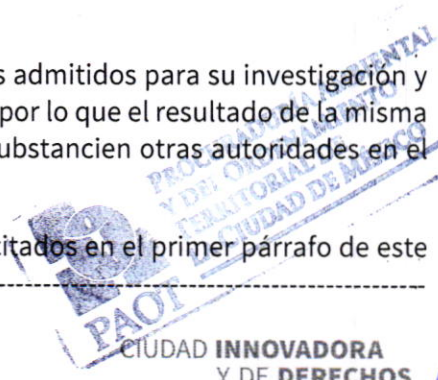 s admitidos para su investigación y
por lo que el resultado de la misma
ubstancien otras autoridades en el
PROCURADURÍA AMBIENTAL
Y DEL ORDENAMIENTO
TERRITORIAL DE
LA CIUDAD DE MÉXICO
PAOT
citados en el primer párrafo de este
CIUDAD INNOVADORA
Y DE DERECHOS